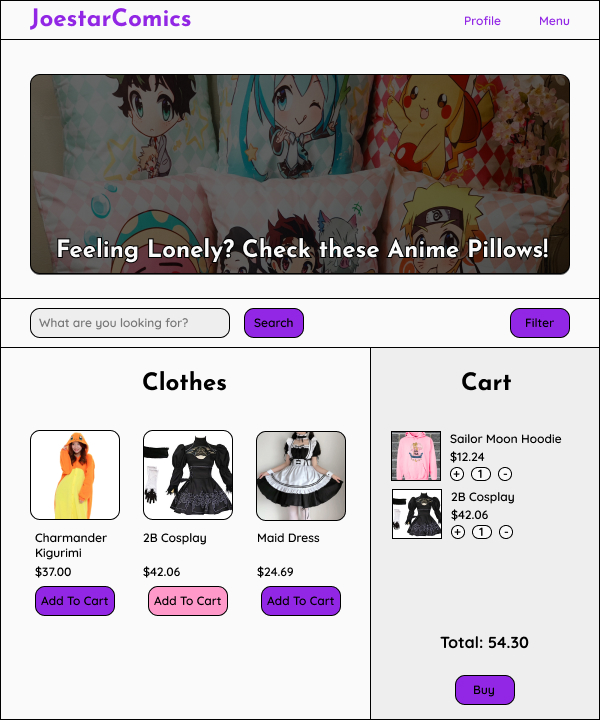 JoestarComics
Profile
Menu
Feeling Lonely? Check these Anime Pillows!
What are you looking for?
Search
Filter
Clothes
Charmander
Kigurimi
$37.00
Add To Cart
2B Cosplay
$42.06
Add To Cart
Maid Dress
$24.69
Add To Cart
Cart
Sailor Moon Hoodie
$12.24
+ 1 -
2B Cosplay
$42.06
+ 1 -
Total: 54.30
Buy